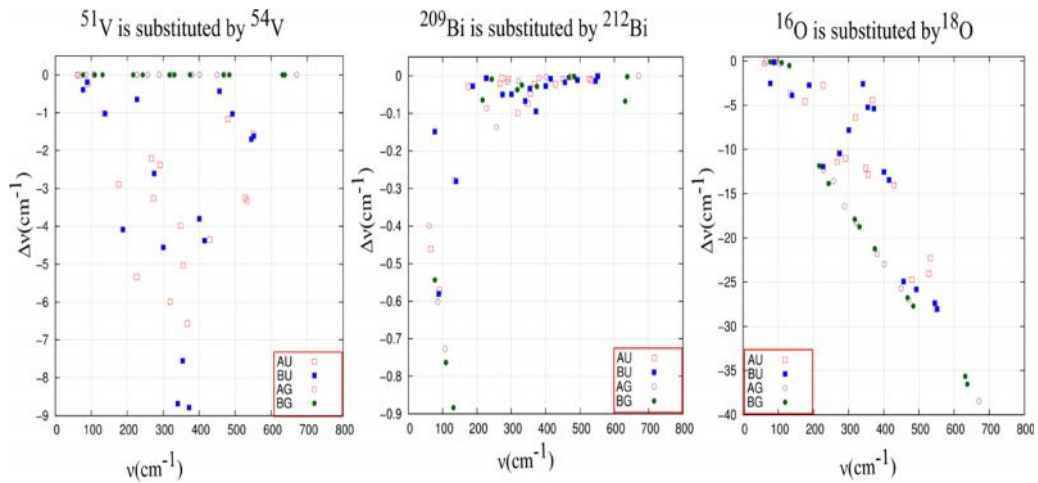 ⁵¹V is substituted by ⁵⁴V
0
-1
-2
-3
-4
-5
-6
-7
-8
-9
Δν(cm⁻¹)
0 100 200 300 400 500 600 700 800
ν(cm⁻¹)
AU
BU
AG
BG
²⁰⁹Bi is substituted by ²¹²Bi
0
-0.1
-0.2
-0.3
-0.4
-0.5
-0.6
-0.7
-0.8
-0.9
Δν(cm⁻¹)
0 100 200 300 400 500 600 700 800
ν(cm⁻¹)
AU
BU
AG
BG
¹⁶O is substituted by¹⁸O
0
-5
-10
-15
-20
-25
-30
-35
-40
Δν(cm⁻¹)
0 100 200 300 400 500 600 700 800
ν(cm⁻¹)
AU
BU
AG
BG